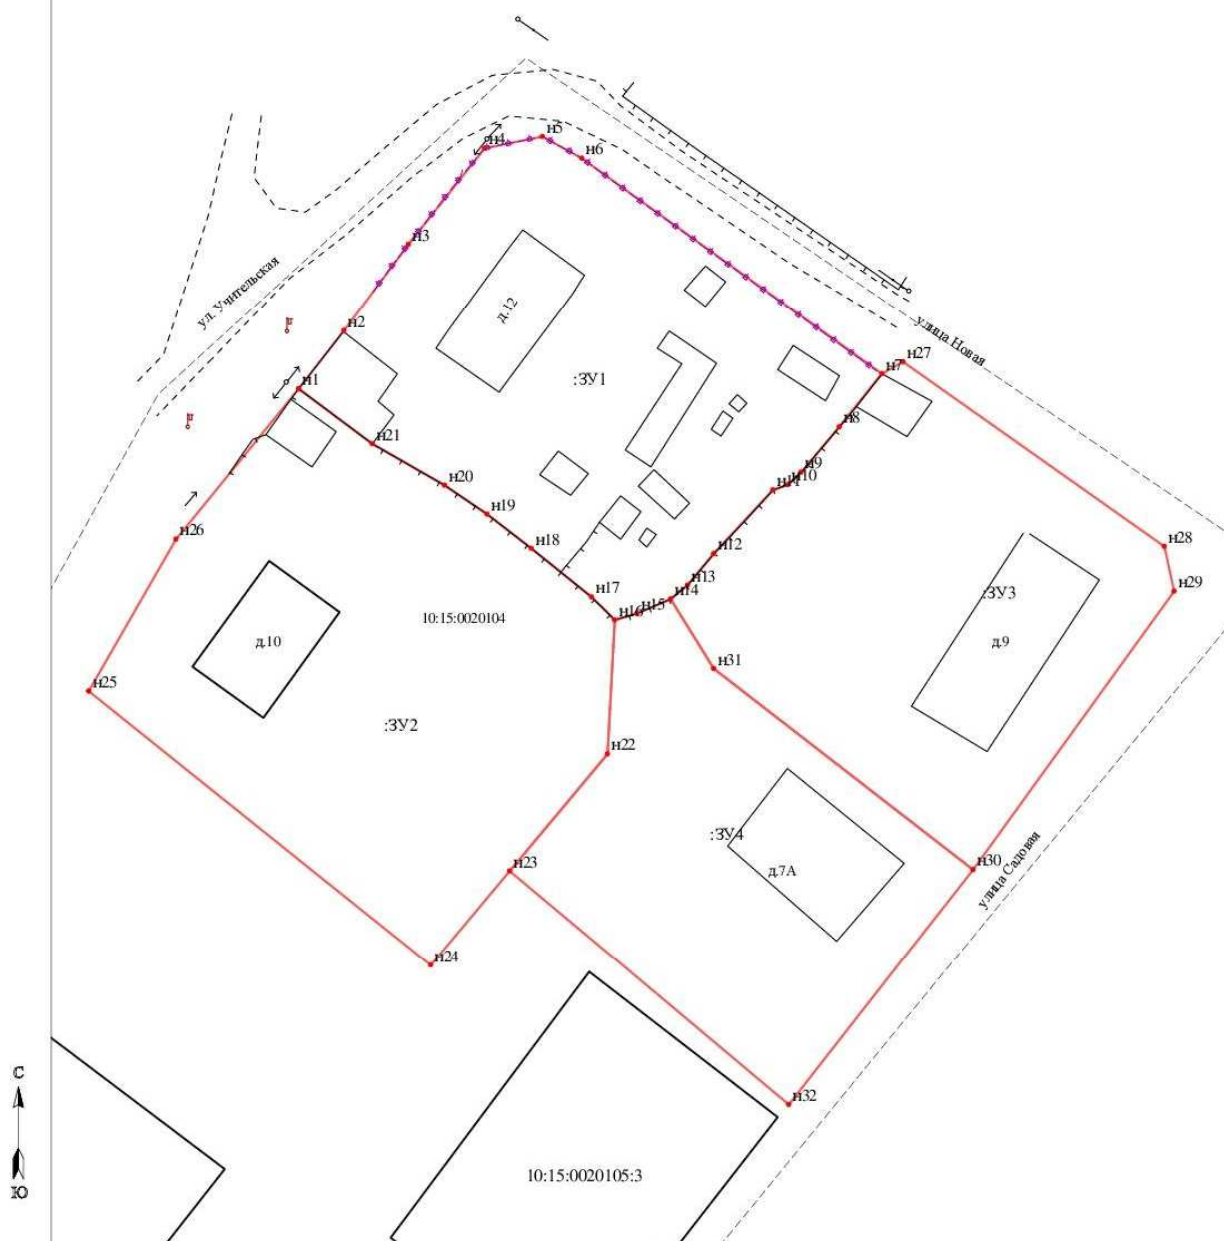 н5
н4
н6
н3
ул. Учительская
д.12
н2
улица Новая
н27
н7
:ЗУ1
н1
н8
н21
н9
н10
н11
н20
н19
н26
н18
н12
н28
н13
н29
н17
н14
:ЗУ3
н15
н16
10:15:0020104
д.10
д.9
н31
н25
:ЗУ2
н22
:ЗУ4
н23
д.7А
н30
улица Садовая
н24
С
н32
10:15:0020105:3
Ю